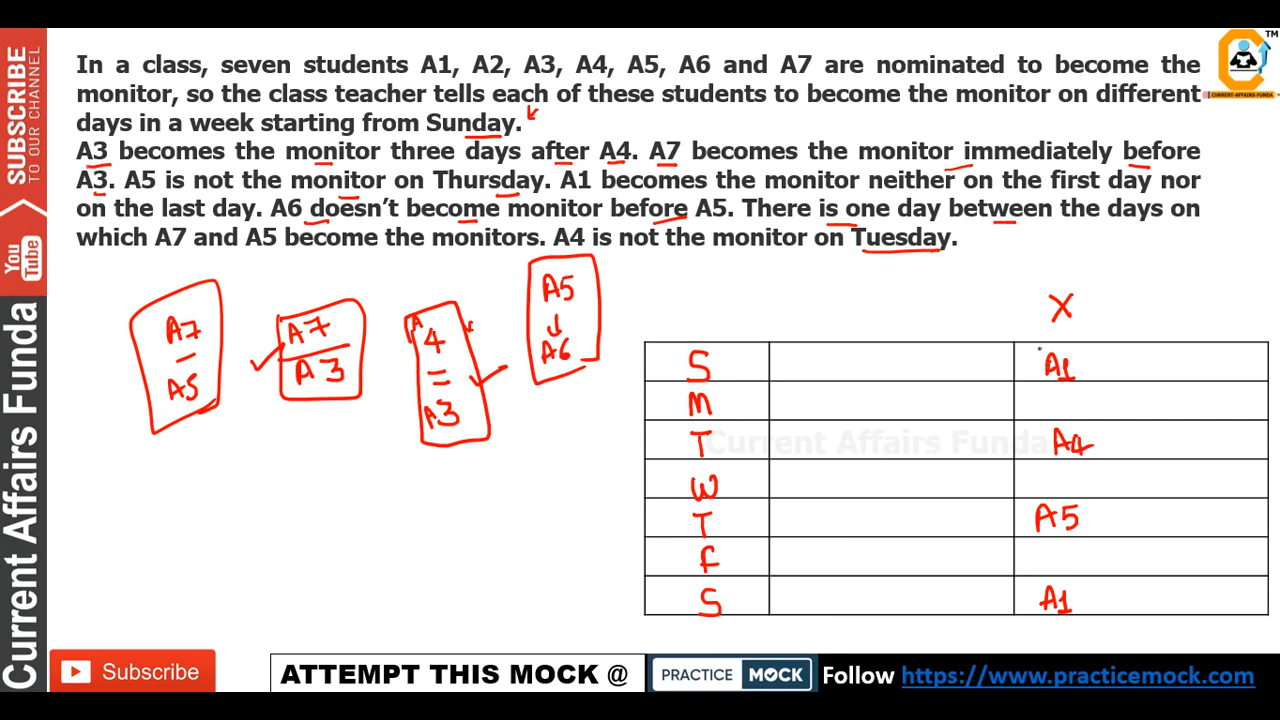 SUBSCRIBE
TO OUR CHANNEL
You Tube
Current Affairs Funda
TM
CURRENT-AFFAIRS-FUNDA
In a class, seven students A1, A2, A3, A4, A5, A6 and A7 are nominated to become the
monitor, so the class teacher tells each of these students to become the monitor on different
days in a week starting from Sunday.
A3 becomes the monitor three days after A4. A7 becomes the monitor immediately before
A3. A5 is not the monitor on Thursday. A1 becomes the monitor neither on the first day nor
on the last day. A6 doesn't become monitor before A5. There is one day between the days on
which A7 and A5 become the monitors. A4 is not the monitor on Tuesday.
A7
A5
A7
A3
A4
A3
A5
A6
X
S A1
M
T A4
W
T A5
F
S A1
Current Affairs Funda
Subscribe
ATTEMPT THIS MOCK @
PRACTICE MOCK
Follow https://www.practicemock.com